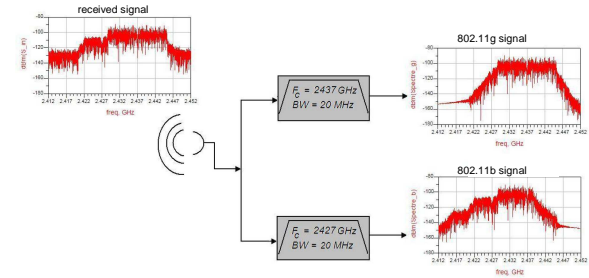 received signal
-80
-100
-120
-140
-160
-180
dbm(b_m)
2.412 2.417 2.422 2.427 2.432 2.437 2.442 2.447 2.452
freq, GHz
802.11g signal
-80
-100
-120
-140
-160
-180
dbm(spectre_g)
2.412 2.417 2.422 2.427 2.432 2.437 2.442 2.447 2.452
freq, GHz
Fc = 2437 GHz
BW = 20 MHz
802.11b signal
-80
-100
-120
-140
-160
-180
dbm(spectre_b)
2.412 2.417 2.422 2.427 2.432 2.437 2.442 2.447 2.452
freq, GHz
Fc = 2427 GHz
BW = 20 MHz